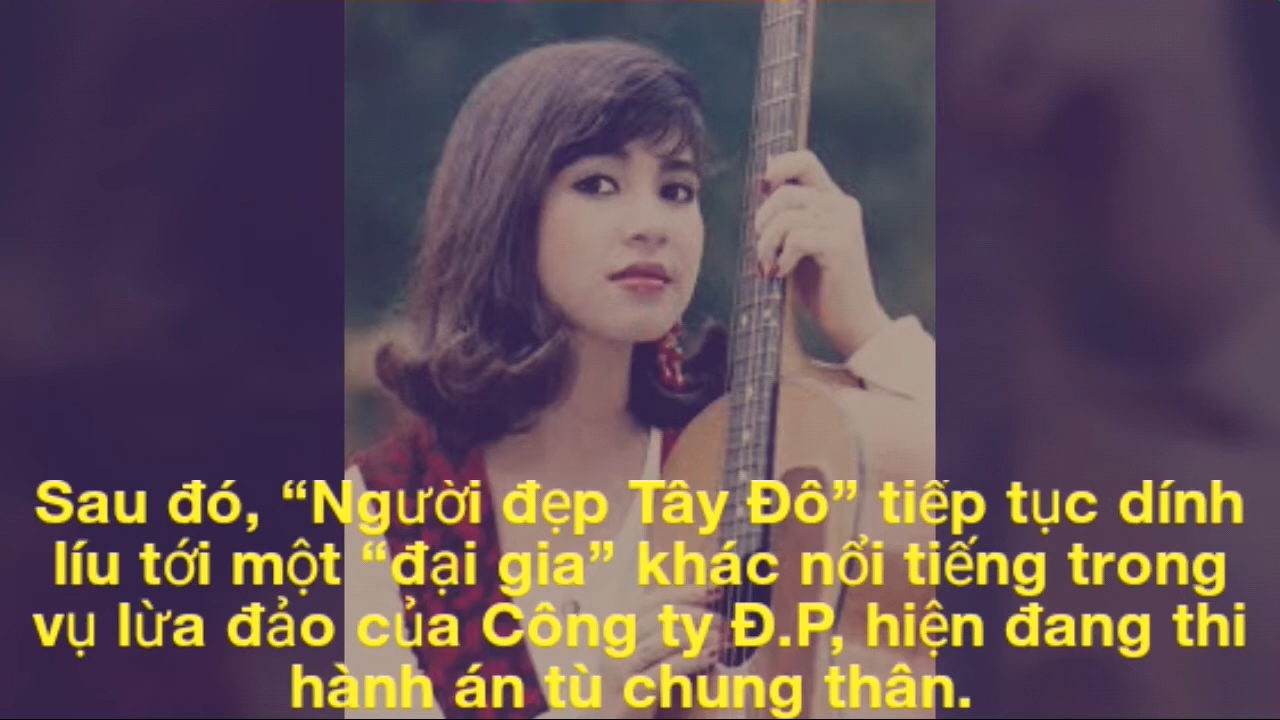 Sau đó, “Người đẹp Tây Đô” tiếp tục dính
líu tới một “đại gia” khác nổi tiếng trong
vụ lừa đảo của Công ty Đ.P, hiện đang thi
hành án tù chung thân.